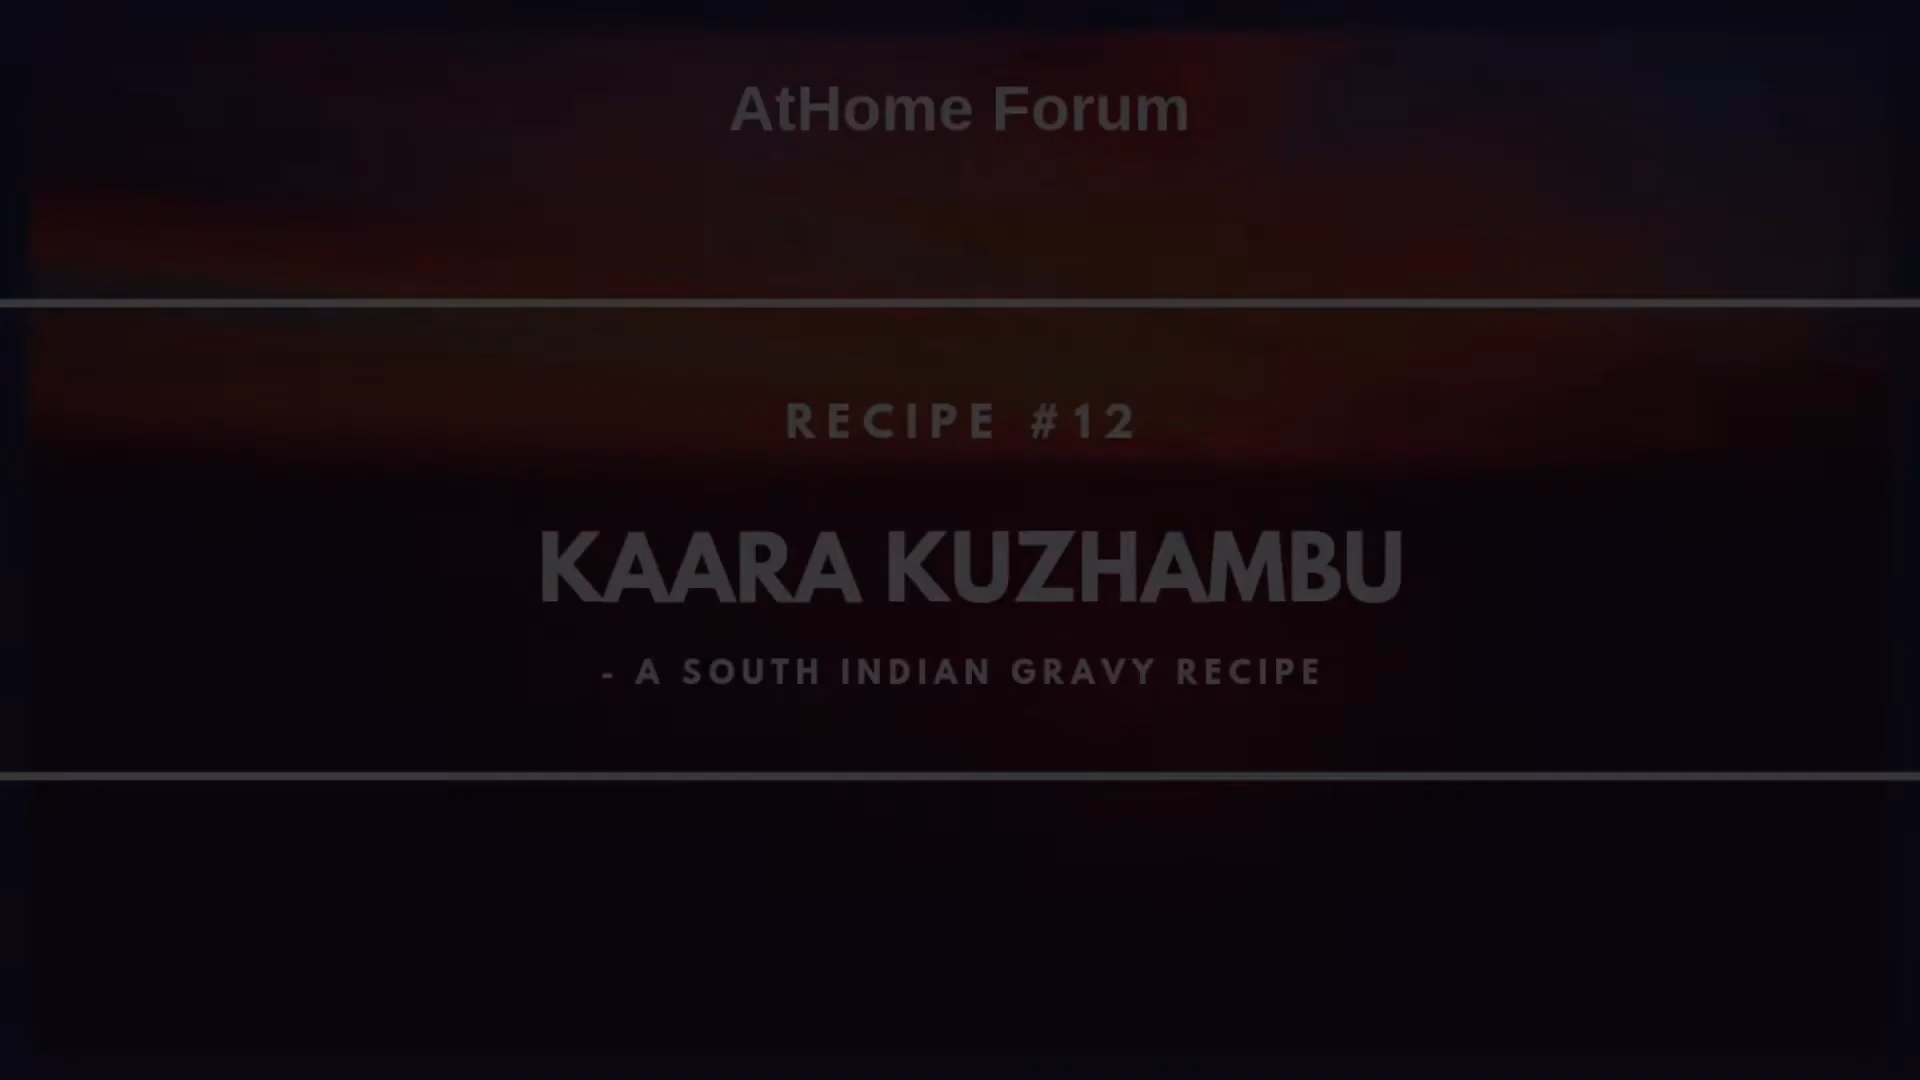 AtHome Forum
RECIPE #12
KAARA KUZHAMBU
- A SOUTH INDIAN GRAVY RECIPE